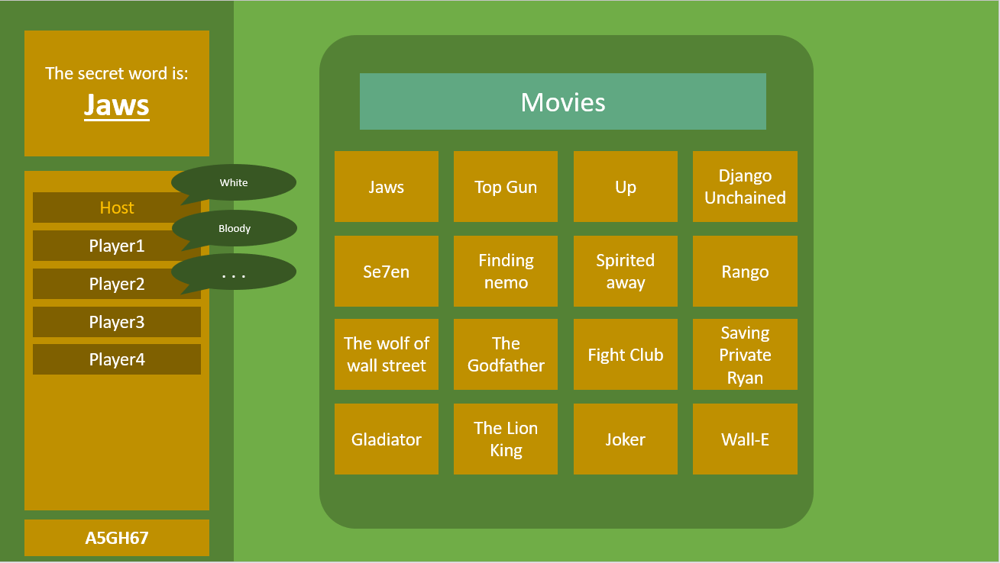 The secret word is:
Jaws
Host
Player1
Player2
Player3
Player4
A5GH67
White
Bloody
. . .
Movies
Jaws
Top Gun
Up
Django
Unchained
Se7en
Finding
nemo
Spirited
away
Rango
The wolf of
wall street
The
Godfather
Fight Club
Saving
Private
Ryan
Gladiator
The Lion
King
Joker
Wall-E